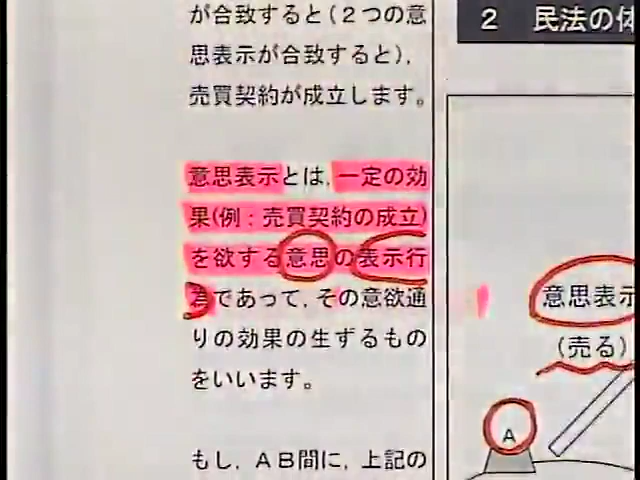 が合致すると(2つの意
思表示が合致すると),
売買契約が成立します。
意思表示とは,一定の効
果(例:売買契約の成立)
を欲する意思の表示行
為であって,その意欲通
りの効果の生ずるもの
をいいます。
もし,AB間に,上記の
2 民法の体
意思表示
(売る)
A